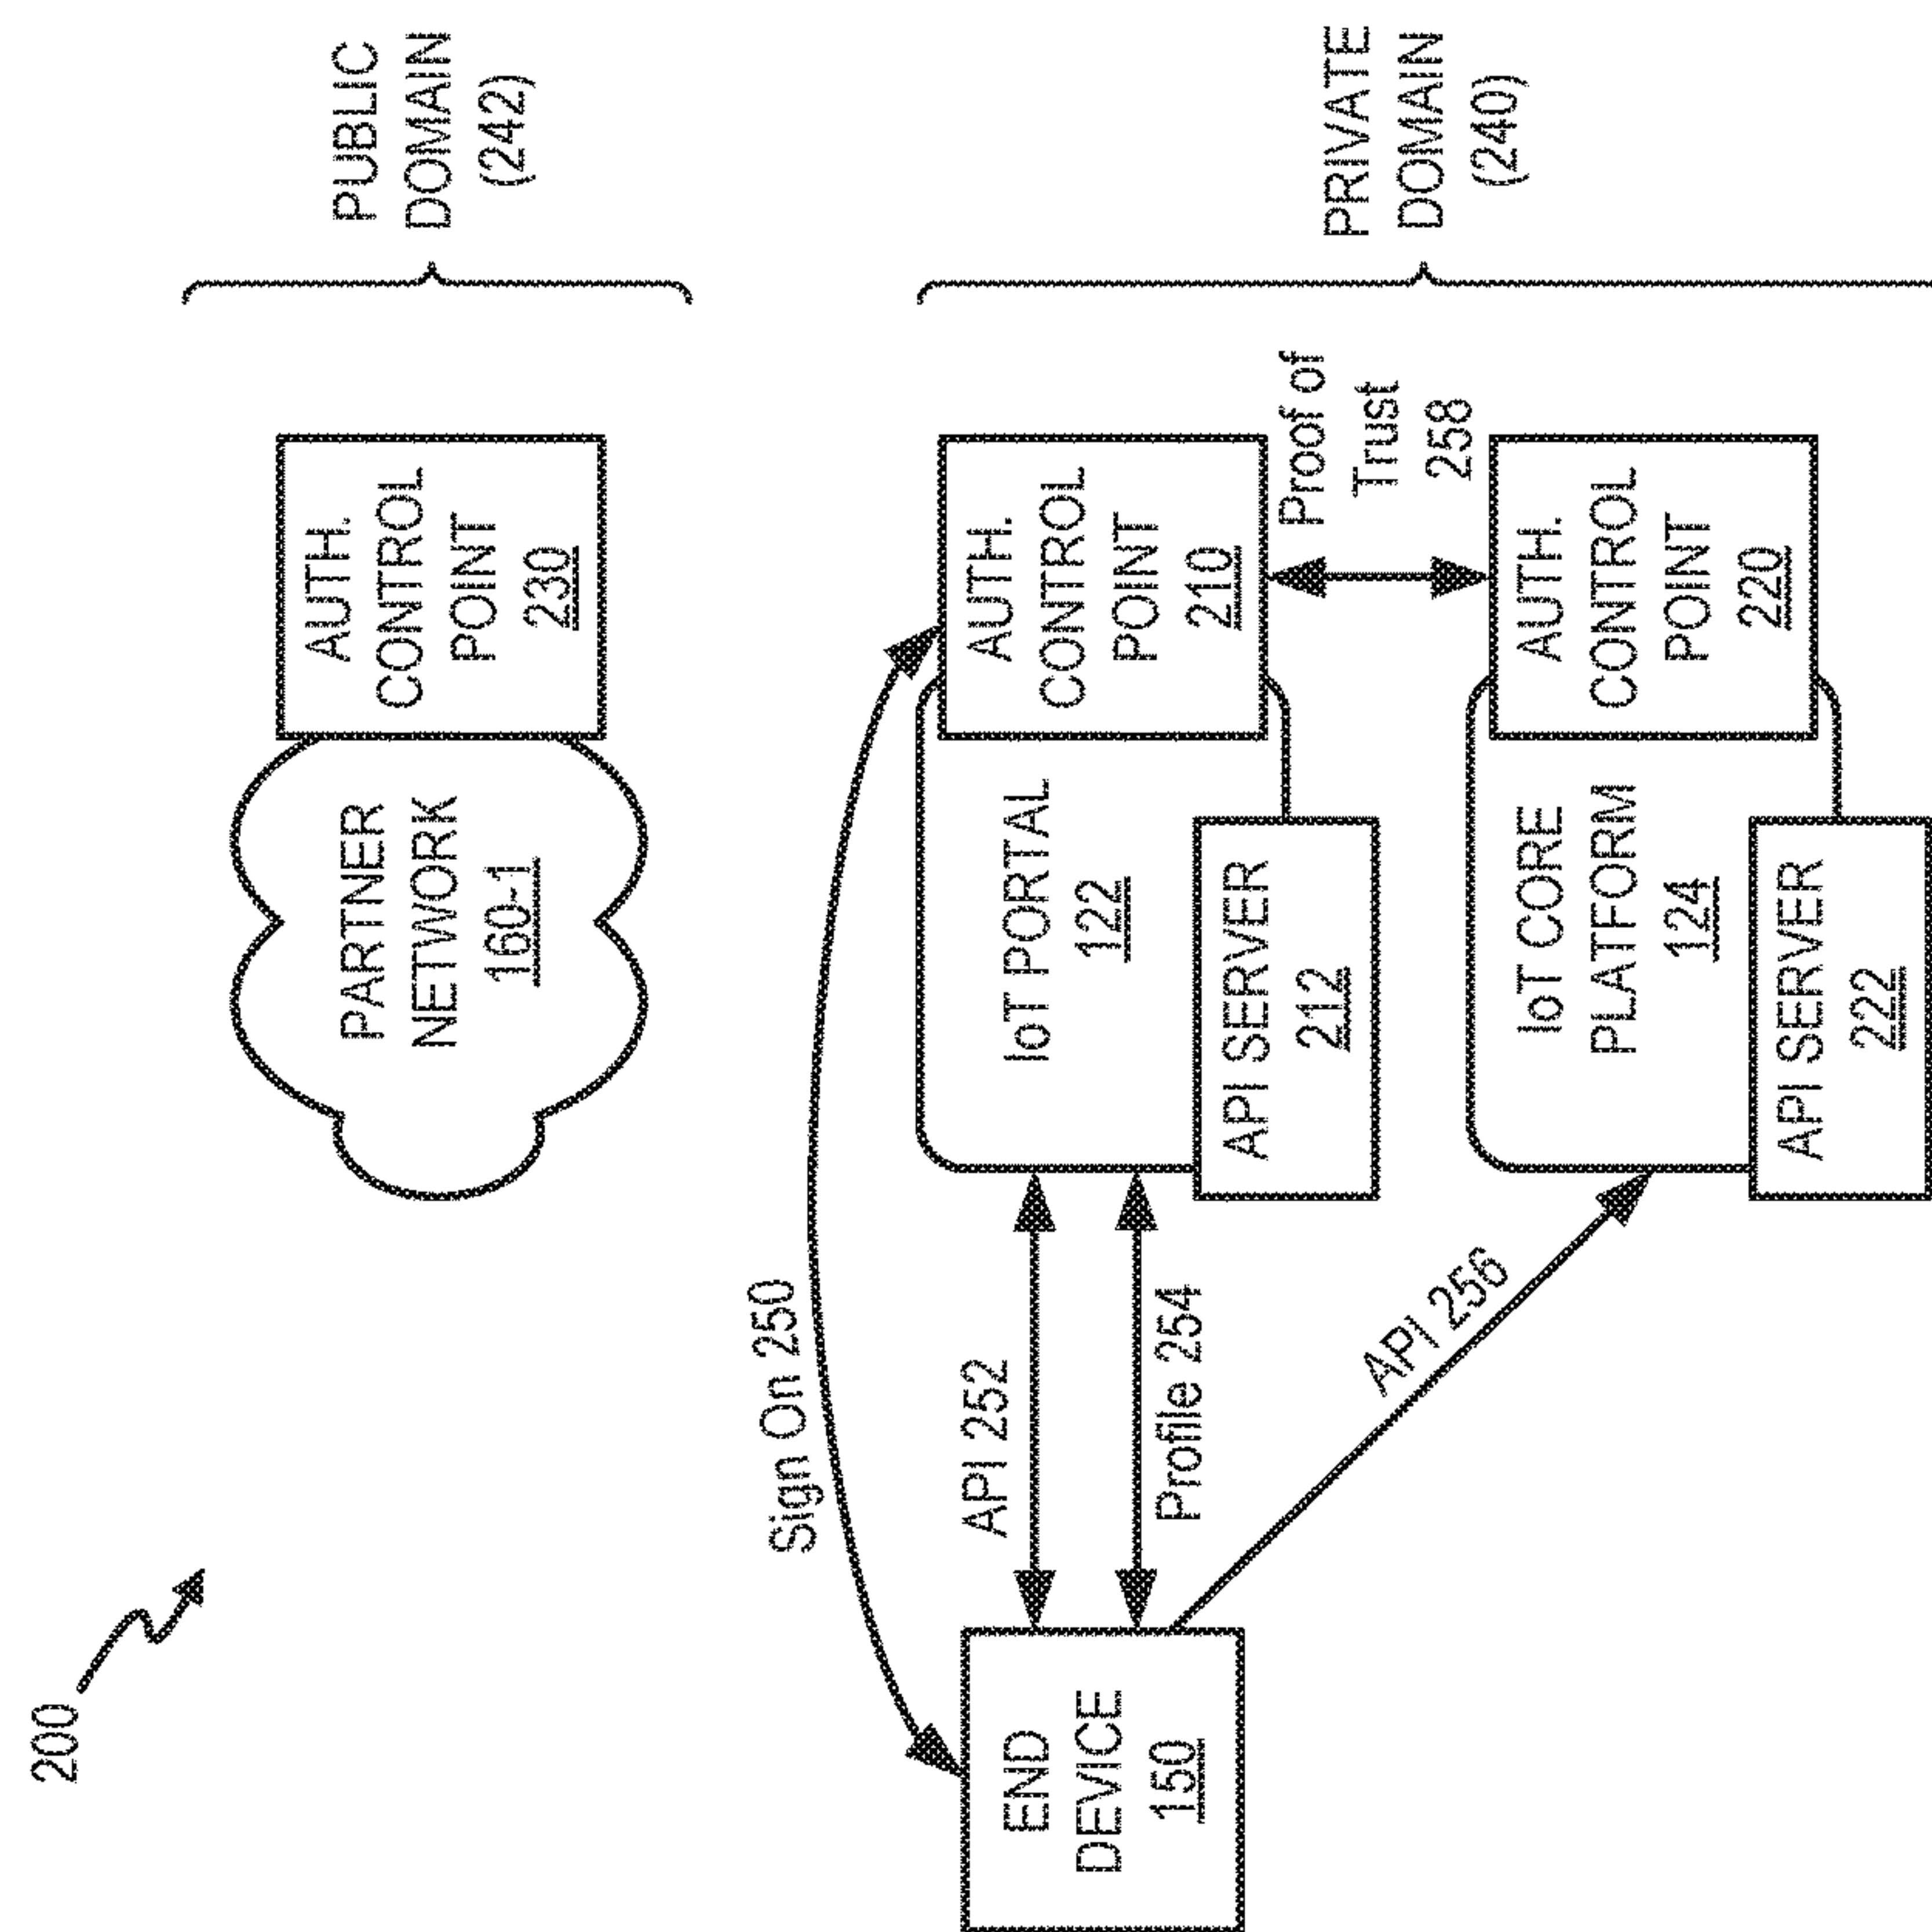 200
PUBLIC
DOMAIN
(242)
PARTNER
NETWORK
160-1
AUTH.
CONTROL
POINT
230
Sign On 250
END
DEVICE
150
API 252
Profile 254
API 256
IoT PORTAL
122
AUTH.
CONTROL
POINT
210
API SERVER
212
Proof of
Trust
258
PRIVATE
DOMAIN
(240)
IoT CORE
PLATFORM
124
AUTH.
CONTROL
POINT
220
API SERVER
222